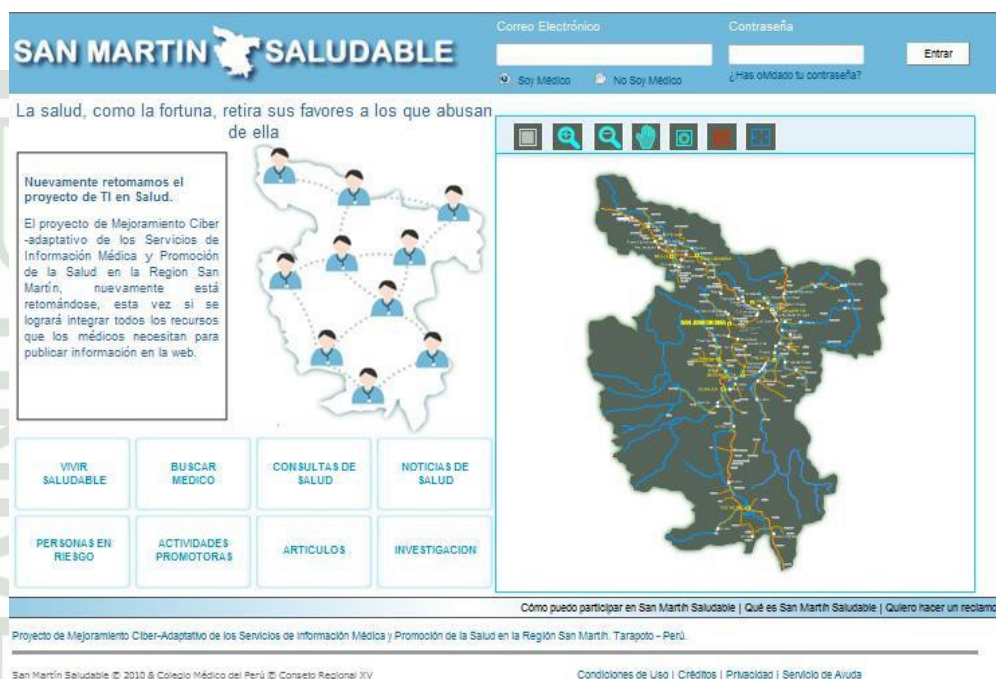 SAN MARTIN SALUDABLE
Correo Electrónico
Contraseña
Entrar
Soy Médico
No Soy Médico
¿Has olvidado tu contraseña?
La salud, como la fortuna, retira sus favores a los que abusan
de ella
Nuevamente retomamos el
proyecto de TI en Salud.
El proyecto de Mejoramiento Ciber
-adaptativo de los Servicios de
Información Médica y Promoción
de la Salud en la Region San
Martín, nuevamente está
retomándose, esta vez si se
logrará integrar todos los recursos
que los médicos necesitan para
publicar información en la web.
VIVIR
SALUDABLE
BUSCAR
MEDICO
CONSULTAS DE
SALUD
NOTICIAS DE
SALUD
PERSONAS EN
RIESGO
ACTIVIDADES
PROMOTORAS
ARTICULOS
INVESTIGACION
Cómo puedo participar en San Martín Saludable | Qué es San Martín Saludable | Quiero hacer un reclamo
Proyecto de Mejoramiento Ciber-Adaptativo de los Servicios de Información Médica y Promoción de la Salud en la Región San Martín. Tarapoto - Perú.
San Martín Saludable © 2010 & Colegio Médico del Perú © Consejo Regional XV
Condiciones de Uso | Créditos | Privacidad | Servicio de Ayuda